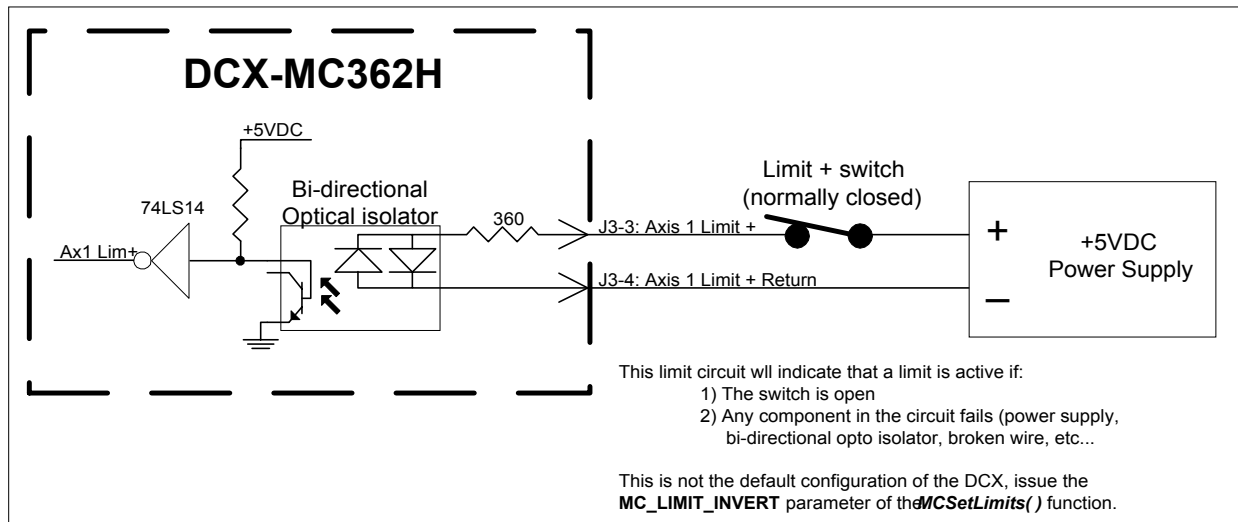 DCX-MC362H
+5VDC
74LS14
Bi-directional
Optical isolator
360
Ax1 Lim+
J3-3: Axis 1 Limit +
J3-4: Axis 1 Limit + Return
Limit + switch
(normally closed)
+
–
+5VDC
Power Supply
This limit circuit wll indicate that a limit is active if:
1) The switch is open
2) Any component in the circuit fails (power supply,
bi-directional opto isolator, broken wire, etc...
This is not the default configuration of the DCX, issue the
MC_LIMIT_INVERT parameter of theMCSetLimits( ) function.